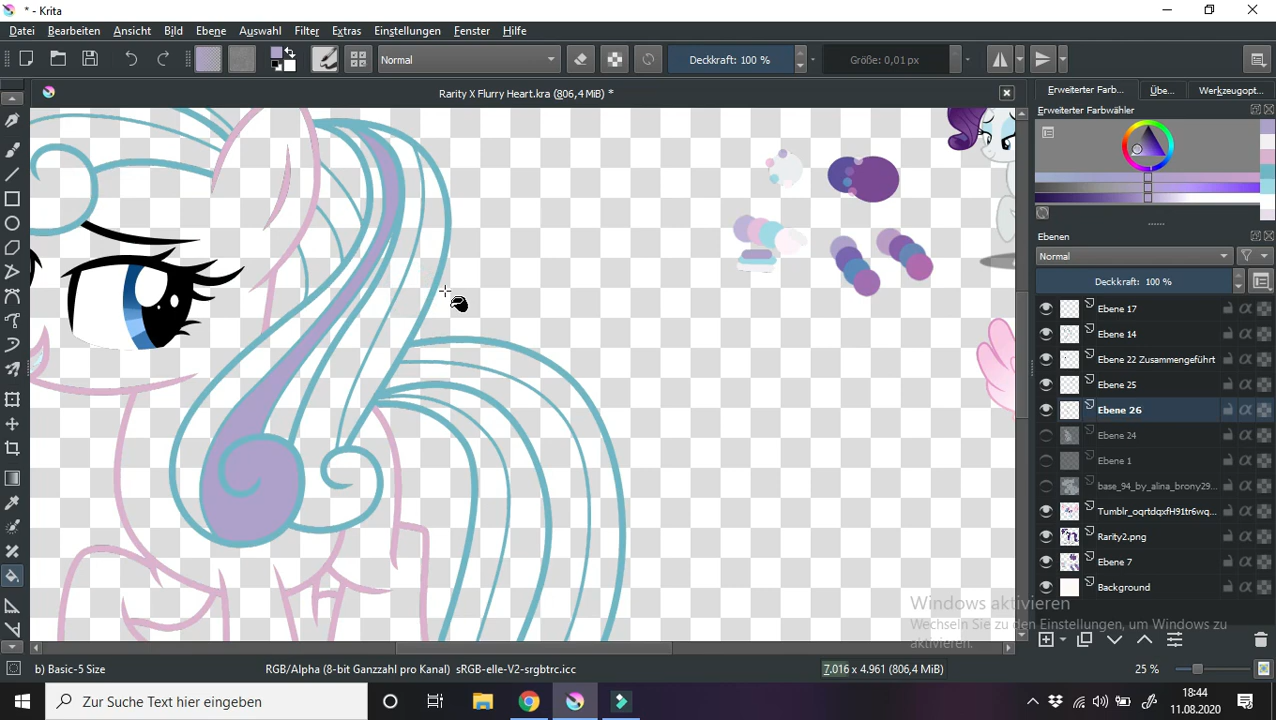 * - Krita
Datei Bearbeiten Ansicht Bild Ebene Auswahl Filter Extras Einstellungen Fenster Hilfe
Normal Deckkraft: 100 % Größe: 0,01 px
Rarity X Flurry Heart.kra (806,4 MiB) *
Erweiterter Farb... Übe... Werkzeugopt...
Erweiterter Farbwähler
Ebenen
Normal
Deckkraft: 100 %
Ebene 17
Ebene 14
Ebene 22 Zusammengeführt
Ebene 25
Ebene 26
Ebene 24
Ebene 1
base_94_by_alina_brony29...
Tumblr_oqrtdqxfH91tr6wq...
Rarity2.png
Ebene 7
Background
Windows aktivieren
Wechseln Sie zu den Einstellungen, um Windows zu
aktivieren.
b) Basic-5 Size RGB/Alpha (8-bit Ganzzahl pro Kanal) sRGB-elle-V2-srgbtrc.icc 7.016 x 4.961 (806,4 MiB) 25 %
Zur Suche Text hier eingeben
18:44
11.08.2020